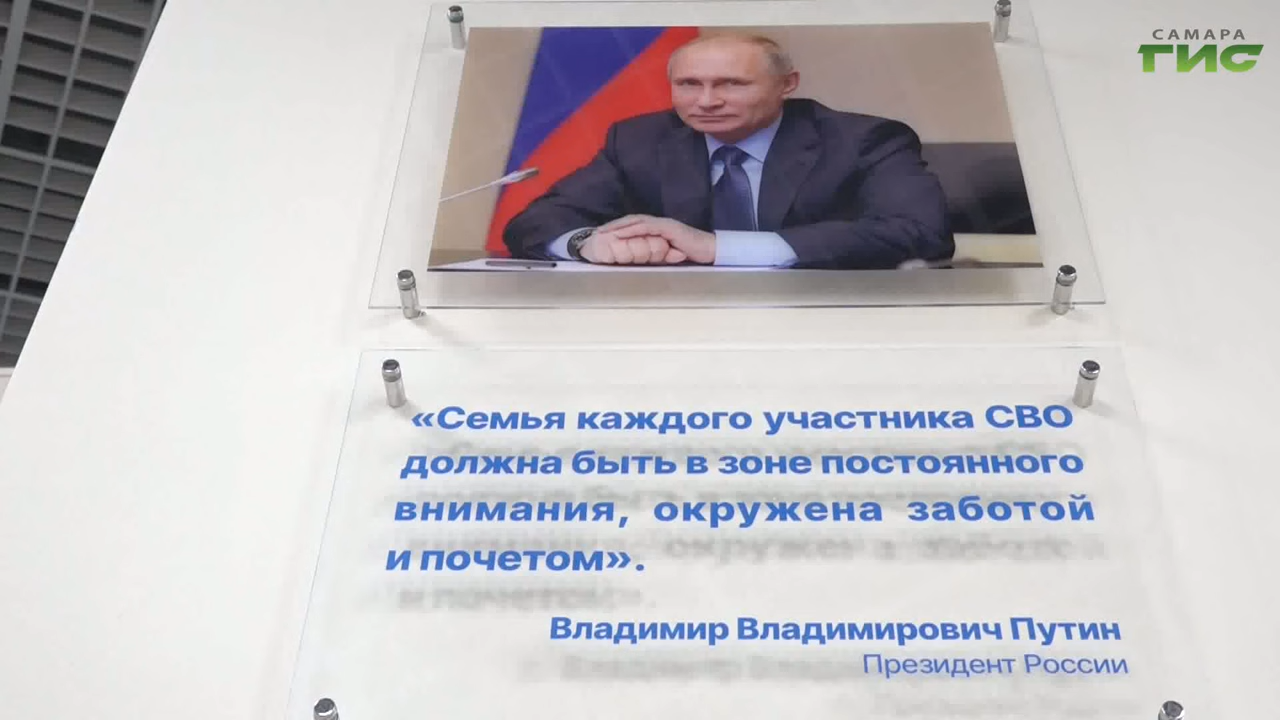 САМАРА
ГИС
«Семья каждого участника СВО
должна быть в зоне постоянного
внимания, окружена заботой
и почетом».
Владимир Владимирович Путин
Президент России